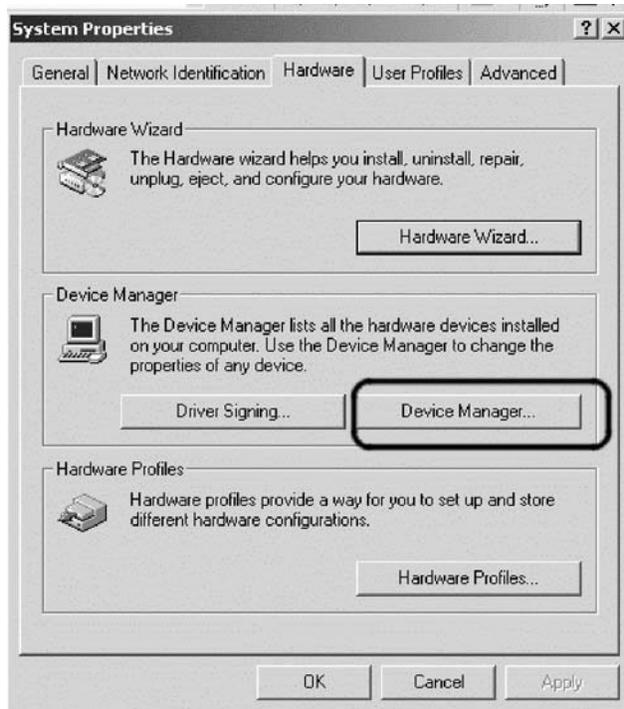 System Properties
General
Network Identification
Hardware
User Profiles
Advanced
Hardware Wizard
The Hardware wizard helps you install, uninstall, repair,
unplug, eject, and configure your hardware.
Hardware Wizard...
Device Manager
The Device Manager lists all the hardware devices installed
on your computer. Use the Device Manager to change the
properties of any device.
Driver Signing...
Device Manager...
Hardware Profiles
Hardware profiles provide a way for you to set up and store
different hardware configurations.
Hardware Profiles...
OK
Cancel
Apply